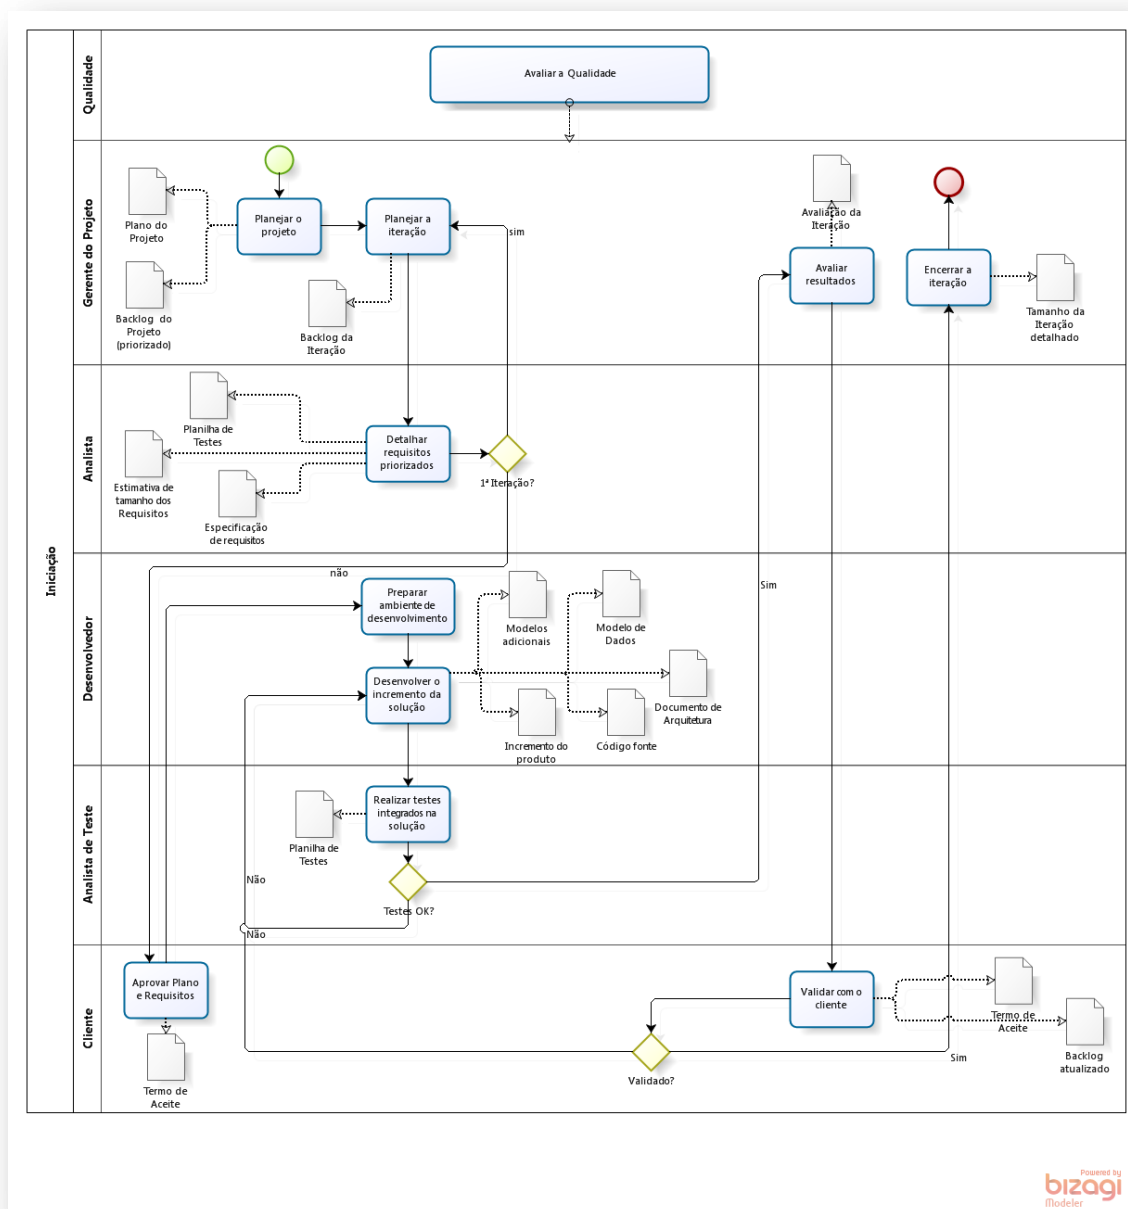 Iniciação
Qualidade
Avaliar a Qualidade
Gerente do Projeto
Plano do
Projeto
Backlog do
Projeto
(priorizado)
Planejar o
projeto
Planejar a
iteração
sim
Backlog da
Iteração
Avaliação da
Iteração
Avaliar
resultados
Encerrar a
iteração
Tamanho da
Iteração
detalhado
Analista
Planilha de
Testes
Estimativa de
tamanho dos
Requisitos
Especificação
de requisitos
Detalhar
requisitos
priorizados
1ª Iteração?
Desenvolvedor
não
Preparar
ambiente de
desenvolvimento
Modelos
adicionais
Modelo de
Dados
Sim
Desenvolver o
incremento da
solução
Incremento do
produto
Código fonte
Documento de
Arquitetura
Analista de Teste
Realizar testes
integrados na
solução
Planilha de
Testes
Não
Testes OK?
Não
Cliente
Aprovar Plano
e Requisitos
Termo de
Aceite
Validar com o
cliente
Termo de
Aceite
Backlog
atualizado
Validado?
Sim
Powered by
bizagi
Modeler